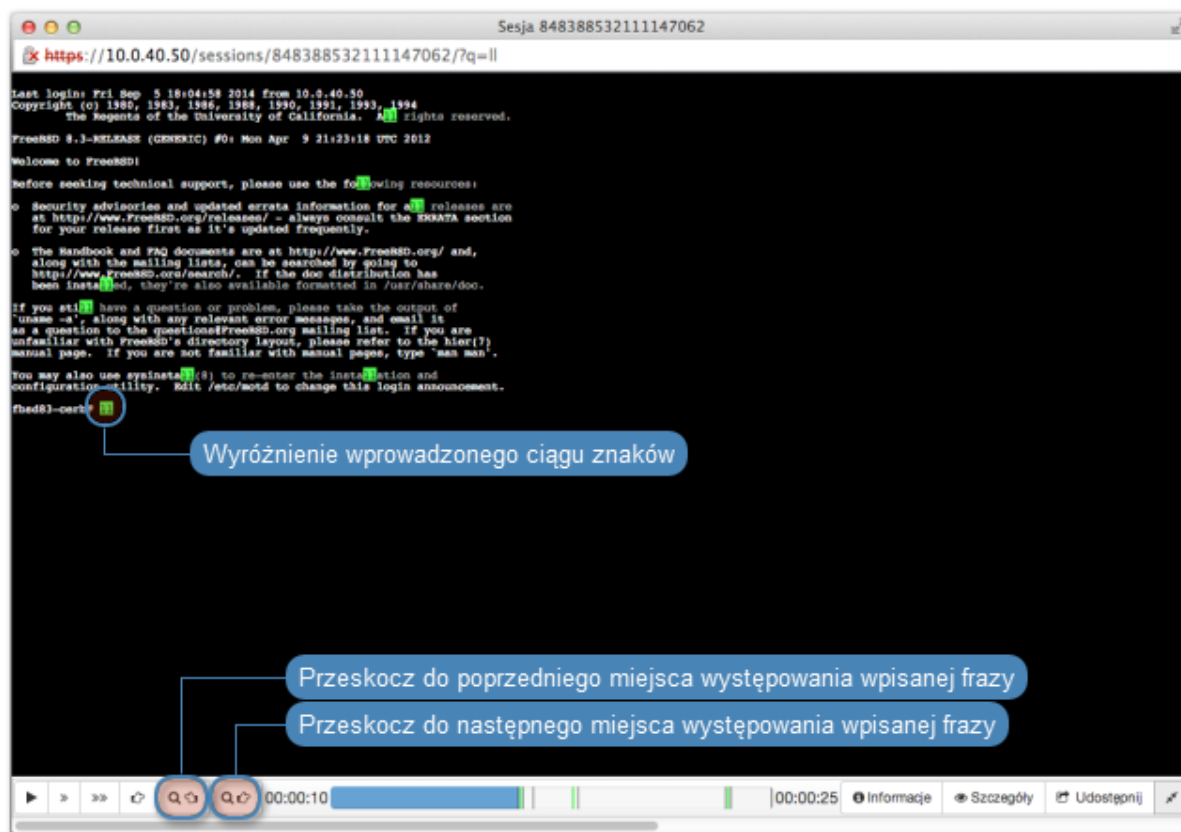 Sesja 848388532111147062
https://10.0.40.50/sessions/848388532111147062/?q=ll
Last login: Fri Sep 5 18:04:58 2014 from 10.0.40.50
Copyright (c) 1980, 1983, 1986, 1988, 1990, 1991, 1993, 1994
The Regents of the University of California. All rights reserved.
FreeBSD 8.3-RELEASE (GENERIC) #0: Mon Apr 9 21:23:18 UTC 2012
Welcome to FreeBSD!
Before seeking technical support, please use the following resources:
o Security advisories and updated errata information for all releases are
at http://www.FreeBSD.org/releases/ - always consult the ERRATA section
for your release first as it's updated frequently.
o The Handbook and FAQ documents are at http://www.FreeBSD.org/ and,
along with the mailing lists, can be searched by going to
http://www.FreeBSD.org/search/. If the doc distribution has
been installed, they're also available formatted in /usr/share/doc.
If you still have a question or problem, please take the output of
`uname -a', along with any relevant error messages, and email it
as a question to the questions@FreeBSD.org mailing list. If you are
unfamiliar with FreeBSD's directory layout, please refer to the hier(7)
manual page. If you are not familiar with manual pages, type `man man'.
You may also use sysinstall(8) to re-enter the installation and
configuration utility. Edit /etc/motd to change this login announcement.
fbsd83-cerb# ll
Wyróżnienie wprowadzonego ciągu znaków
Przeskocz do poprzedniego miejsca występowania wpisanej frazy
Przeskocz do następnego miejsca występowania wpisanej frazy
00:00:10 00:00:25 Informacje Szczegóły Udostępnij